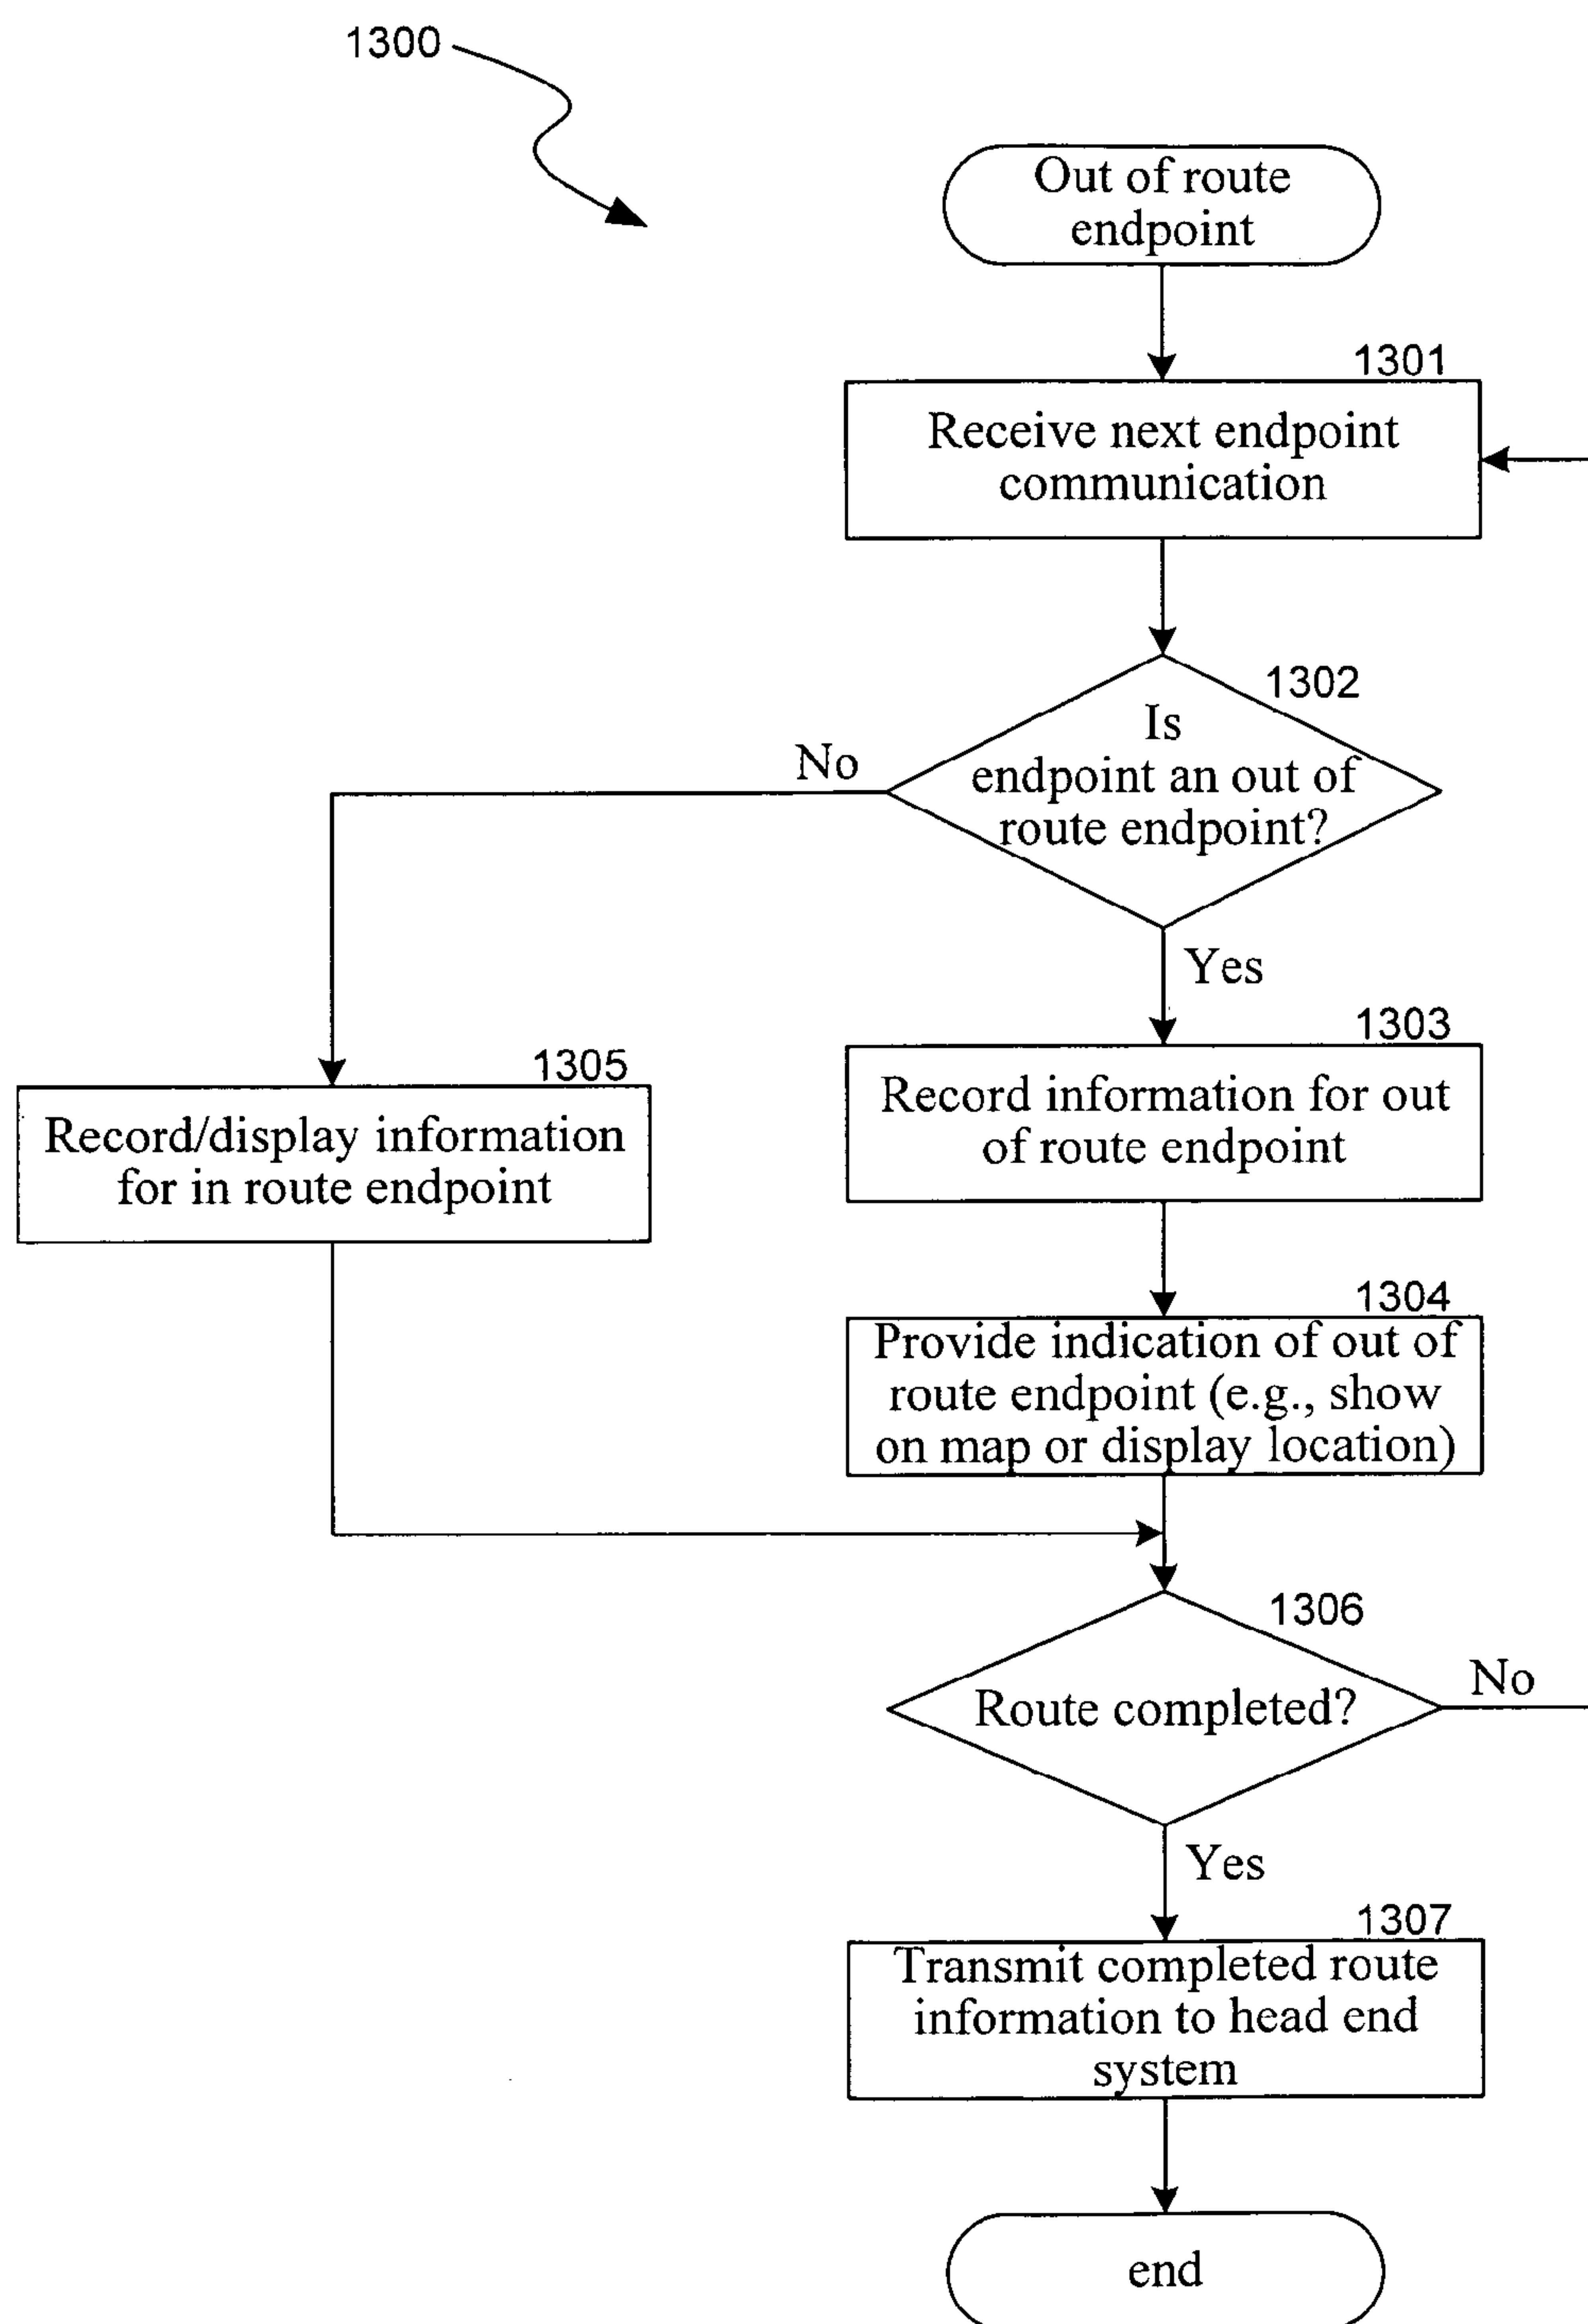 1300
Out of route
endpoint
1301
Receive next endpoint
communication
1302
Is
endpoint an out of
route endpoint?
No
Yes
1303
Record information for out
of route endpoint
1305
Record/display information
for in route endpoint
1304
Provide indication of out of
route endpoint (e.g., show
on map or display location)
1306
Route completed?
No
Yes
1307
Transmit completed route
information to head end
system
end